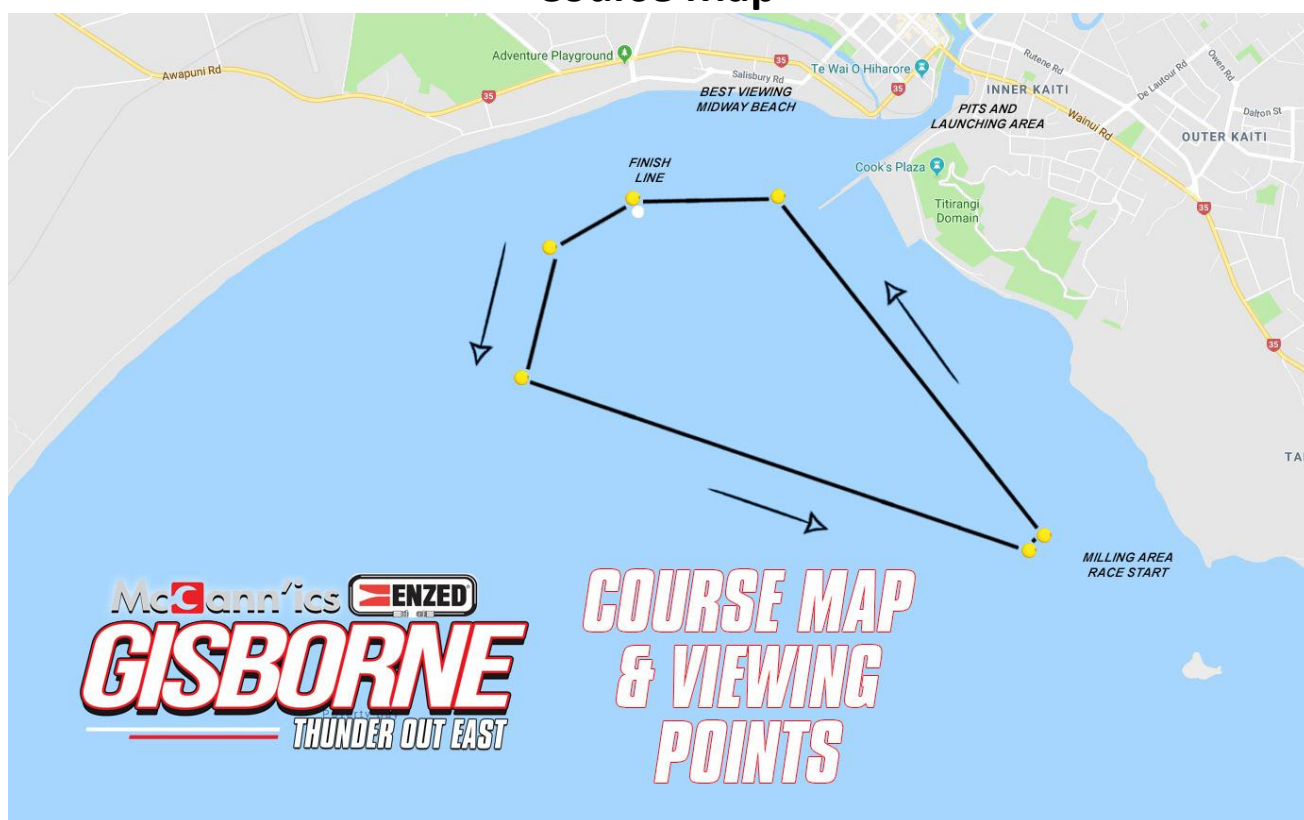 Course Map
Awapuni Rd
35
Adventure Playground
35
Salisbury Rd
BEST VIEWING
MIDWAY BEACH
Te Wai O Hiharore
35
Rutene Rd
INNER KAITI
PITS AND
LAUNCHING AREA
De Lautour Rd
Owen Rd
Dalton St
Wainui Rd
OUTER KAITI
FINISH
LINE
Cook's Plaza
Titirangi
Domain
35
35
TA
MILLING AREA
RACE START
McCann'ics ENZED
GISBORNE
THUNDER OUT EAST
COURSE MAP
& VIEWING
POINTS